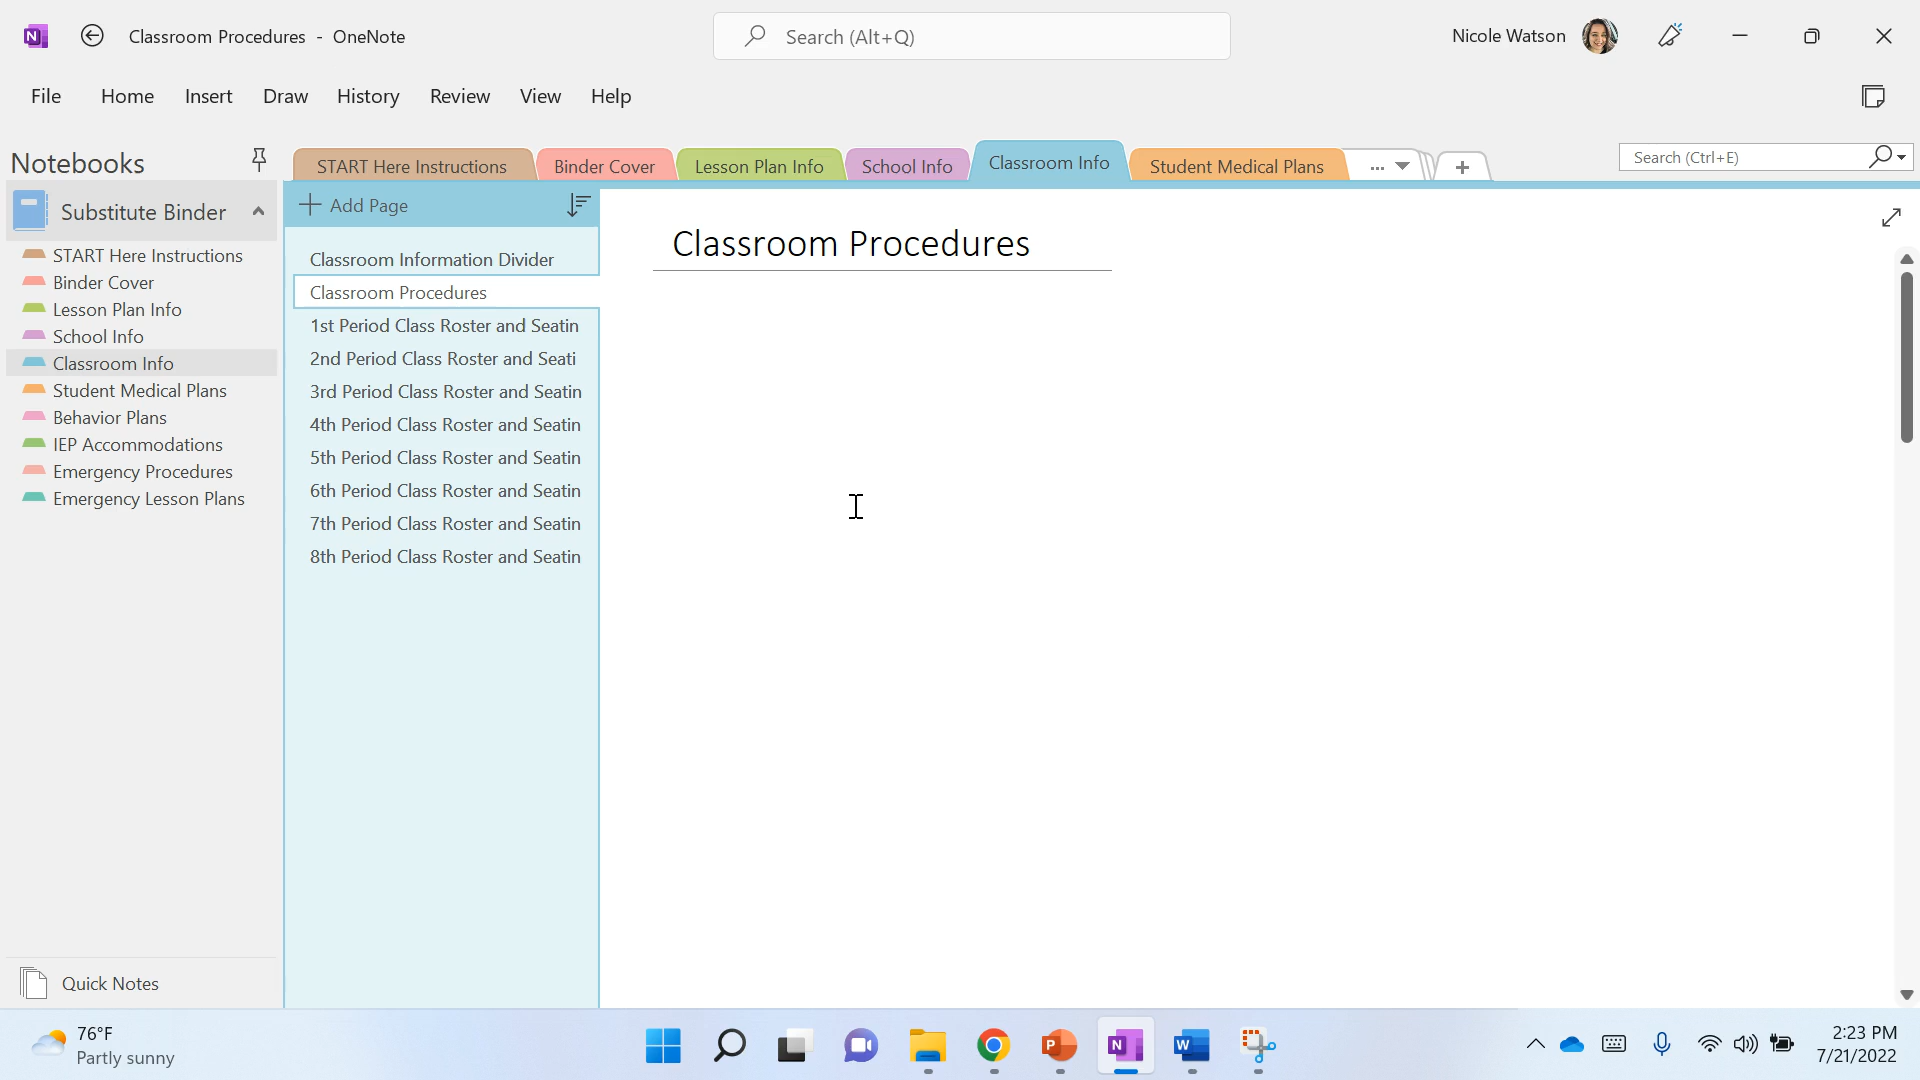 Classroom Procedures - OneNote
Search (Alt+Q)
Nicole Watson
File Home Insert Draw History Review View Help
Notebooks
START Here Instructions
Binder Cover
Lesson Plan Info
School Info
Classroom Info
Student Medical Plans
...
Search (Ctrl+E)
Substitute Binder
START Here Instructions
Binder Cover
Lesson Plan Info
School Info
Classroom Info
Student Medical Plans
Behavior Plans
IEP Accommodations
Emergency Procedures
Emergency Lesson Plans
Quick Notes
Add Page
Classroom Information Divider
Classroom Procedures
1st Period Class Roster and Seatin
2nd Period Class Roster and Seati
3rd Period Class Roster and Seatin
4th Period Class Roster and Seatin
5th Period Class Roster and Seatin
6th Period Class Roster and Seatin
7th Period Class Roster and Seatin
8th Period Class Roster and Seatin
Classroom Procedures
76°F
Partly sunny
2:23 PM
7/21/2022